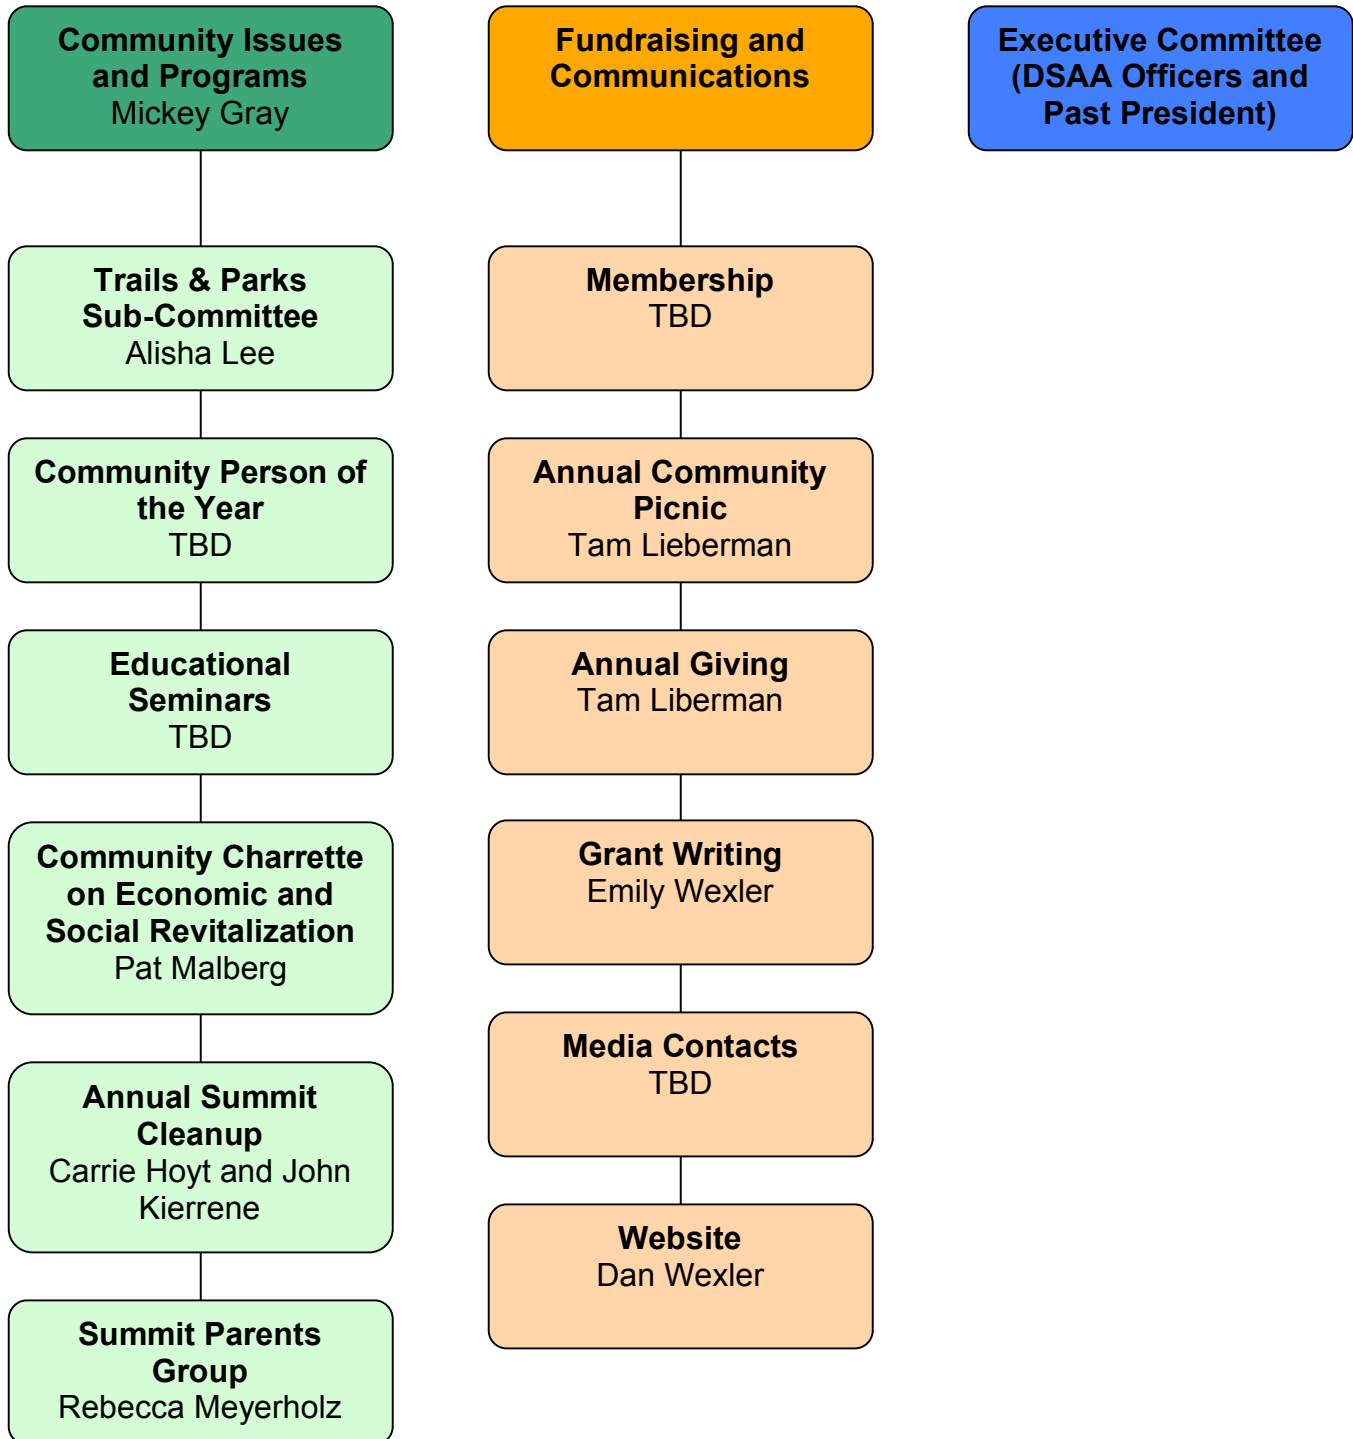 Community Issues
and Programs
Mickey Gray
Trails & Parks
Sub-Committee
Alisha Lee
Community Person of
the Year
TBD
Educational
Seminars
TBD
Community Charrette
on Economic and
Social Revitalization
Pat Malberg
Annual Summit
Cleanup
Carrie Hoyt and John
Kierrene
Summit Parents
Group
Rebecca Meyerholz
Fundraising and
Communications
Membership
TBD
Annual Community
Picnic
Tam Lieberman
Annual Giving
Tam Liberman
Grant Writing
Emily Wexler
Media Contacts
TBD
Website
Dan Wexler
Executive Committee
(DSAA Officers and
Past President)